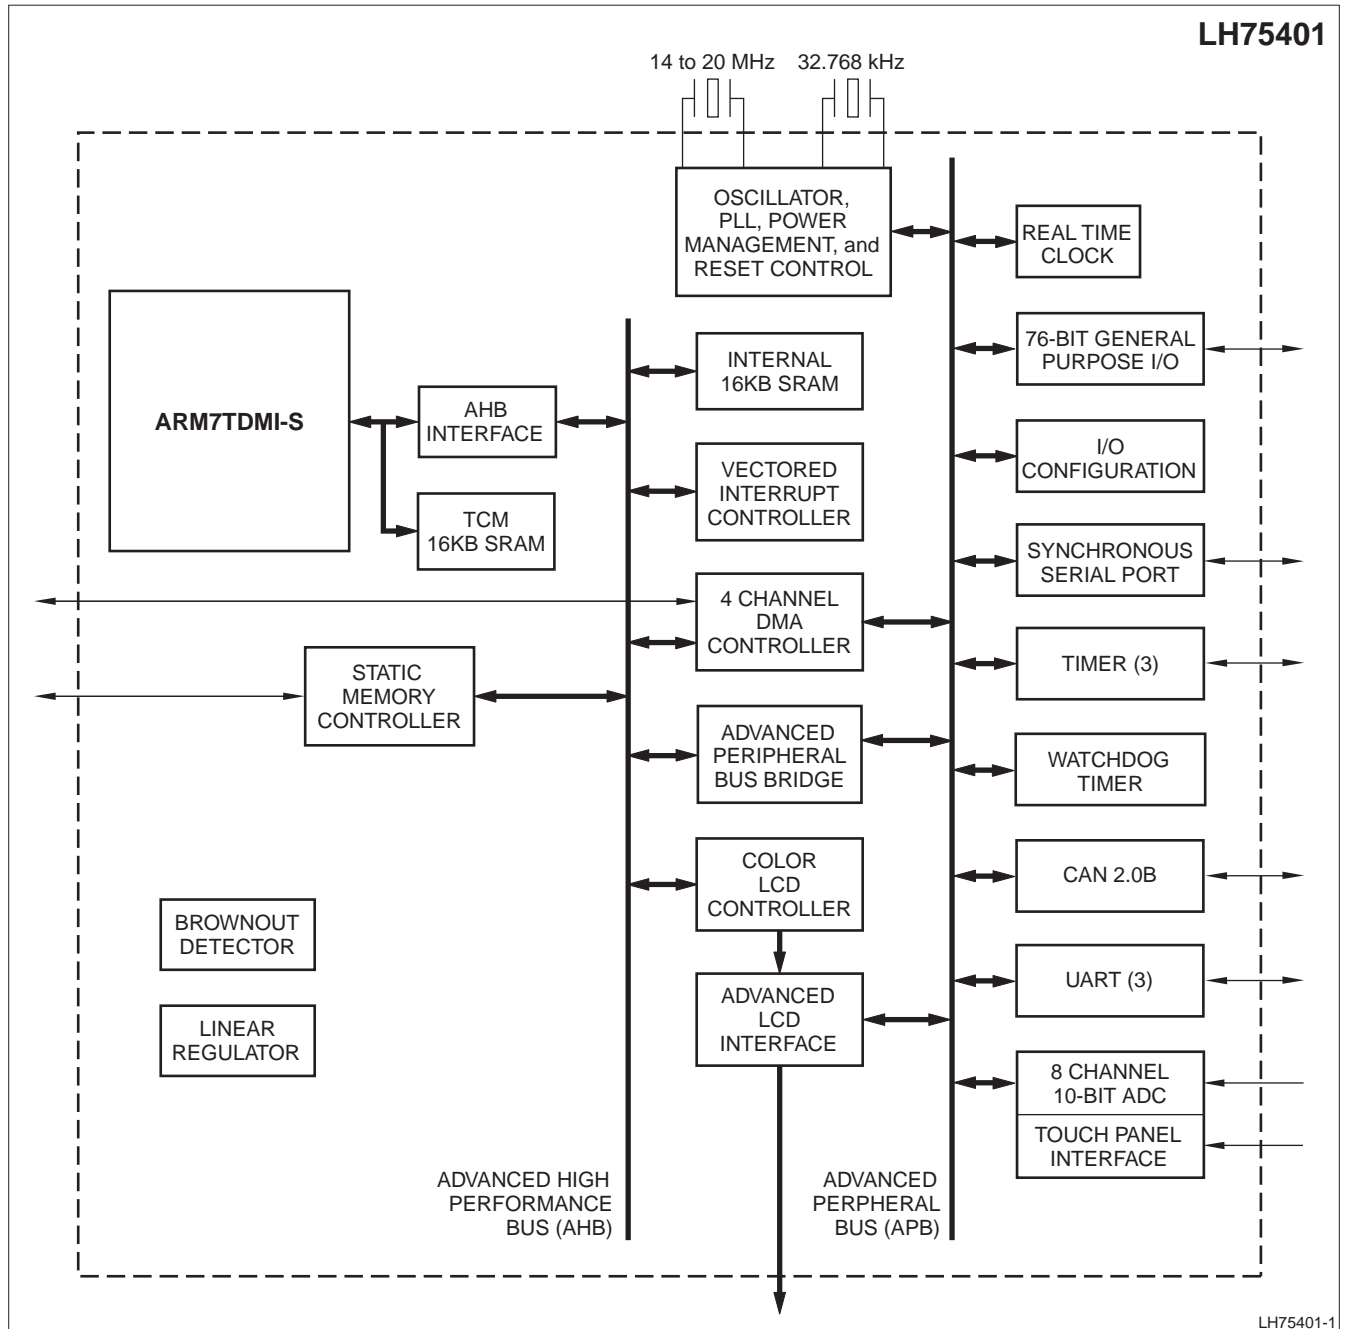 LH75401
14 to 20 MHz
32.768 kHz
OSCILLATOR,
PLL, POWER
MANAGEMENT, and
RESET CONTROL
REAL TIME
CLOCK
76-BIT GENERAL
PURPOSE I/O
INTERNAL
16KB SRAM
ARM7TDMI-S
AHB
INTERFACE
I/O
CONFIGURATION
VECTORED
INTERRUPT
CONTROLLER
TCM
16KB SRAM
SYNCHRONOUS
SERIAL PORT
4 CHANNEL
DMA
CONTROLLER
TIMER (3)
STATIC
MEMORY
CONTROLLER
ADVANCED
PERIPHERAL
BUS BRIDGE
WATCHDOG
TIMER
COLOR
LCD
CONTROLLER
CAN 2.0B
BROWNOUT
DETECTOR
ADVANCED
LCD
INTERFACE
UART (3)
LINEAR
REGULATOR
8 CHANNEL
10-BIT ADC
TOUCH PANEL
INTERFACE
ADVANCED HIGH
PERFORMANCE
BUS (AHB)
ADVANCED
PERPHERAL
BUS (APB)
LH75401-1